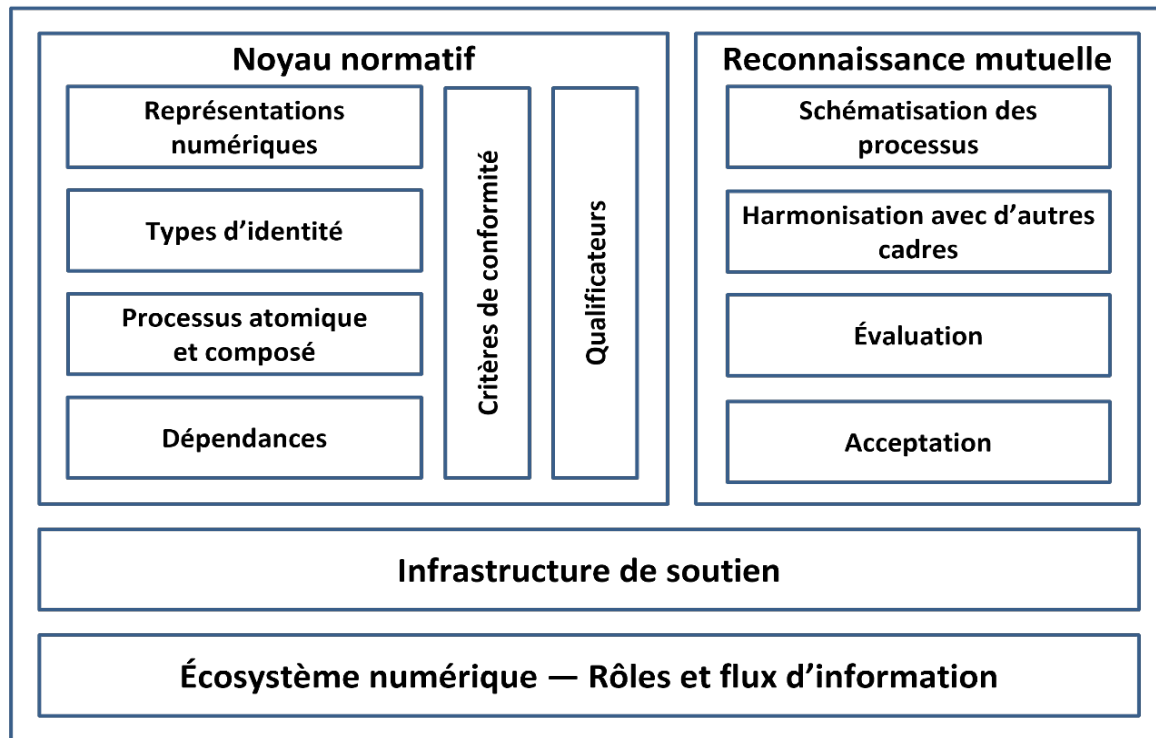 Noyau normatif
Représentations
numériques
Types d’identité
Processus atomique
et composé
Dépendances
Critères de conformité
Qualificateurs
Reconnaissance mutuelle
Schématisation des
processus
Harmonisation avec d’autres
cadres
Évaluation
Acceptation
Infrastructure de soutien
Écosystème numérique — Rôles et flux d’information